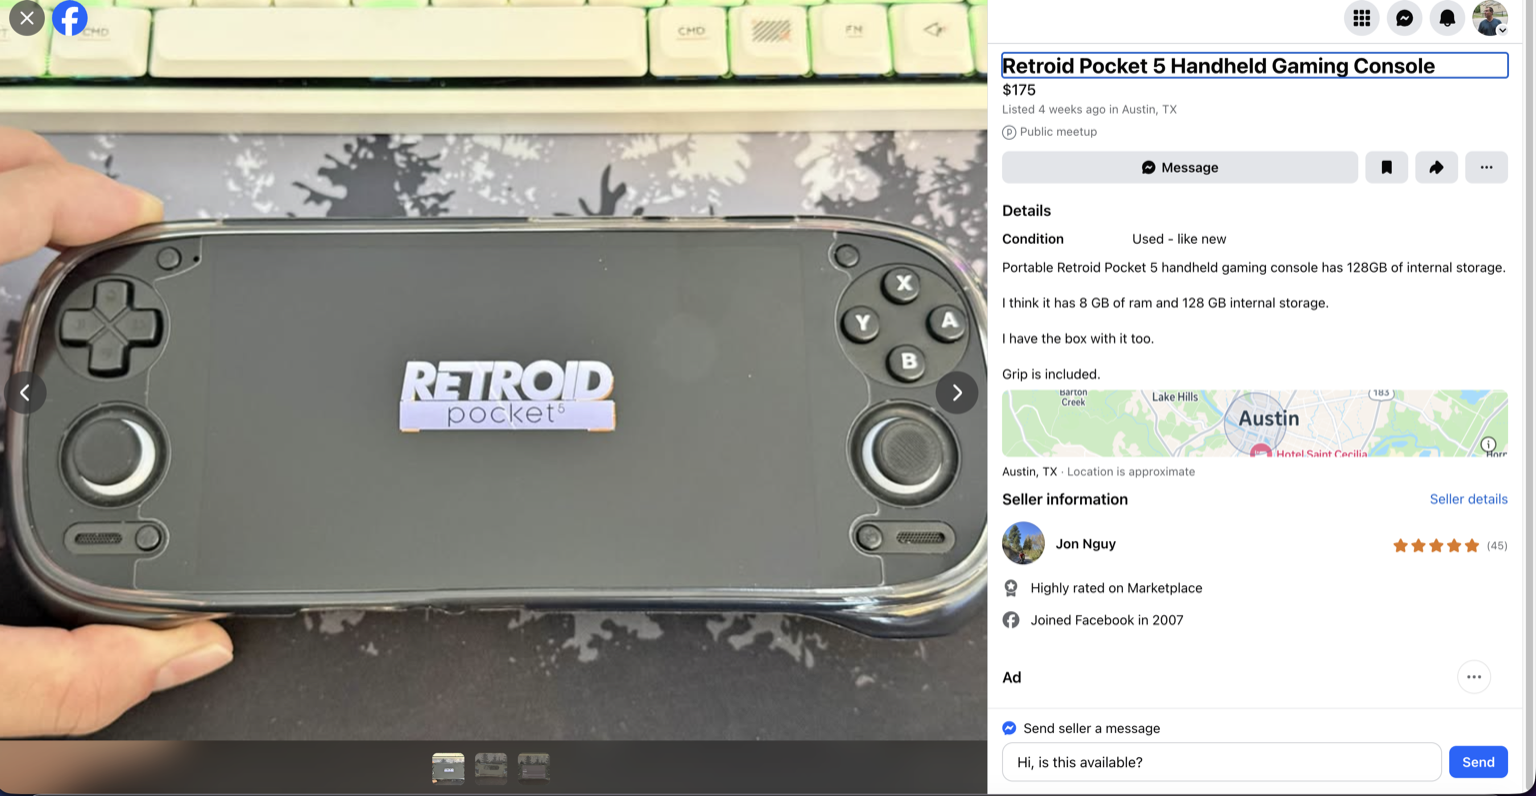 CMD
CMD
FN
X
Y
A
B
RETROID
pocket 5
Retroid Pocket 5 Handheld Gaming Console
$175
Listed 4 weeks ago in Austin, TX
P Public meetup
Message
Details
Condition Used - like new
Portable Retroid Pocket 5 handheld gaming console has 128GB of internal storage.
I think it has 8 GB of ram and 128 GB internal storage.
I have the box with it too.
Grip is included.
Barton
Creek
Lake Hills
183
Austin
Hotel Saint Cecilia
Austin, TX · Location is approximate
Seller information Seller details
Jon Nguy (45)
Highly rated on Marketplace
Joined Facebook in 2007
Ad
Send seller a message
Hi, is this available? Send